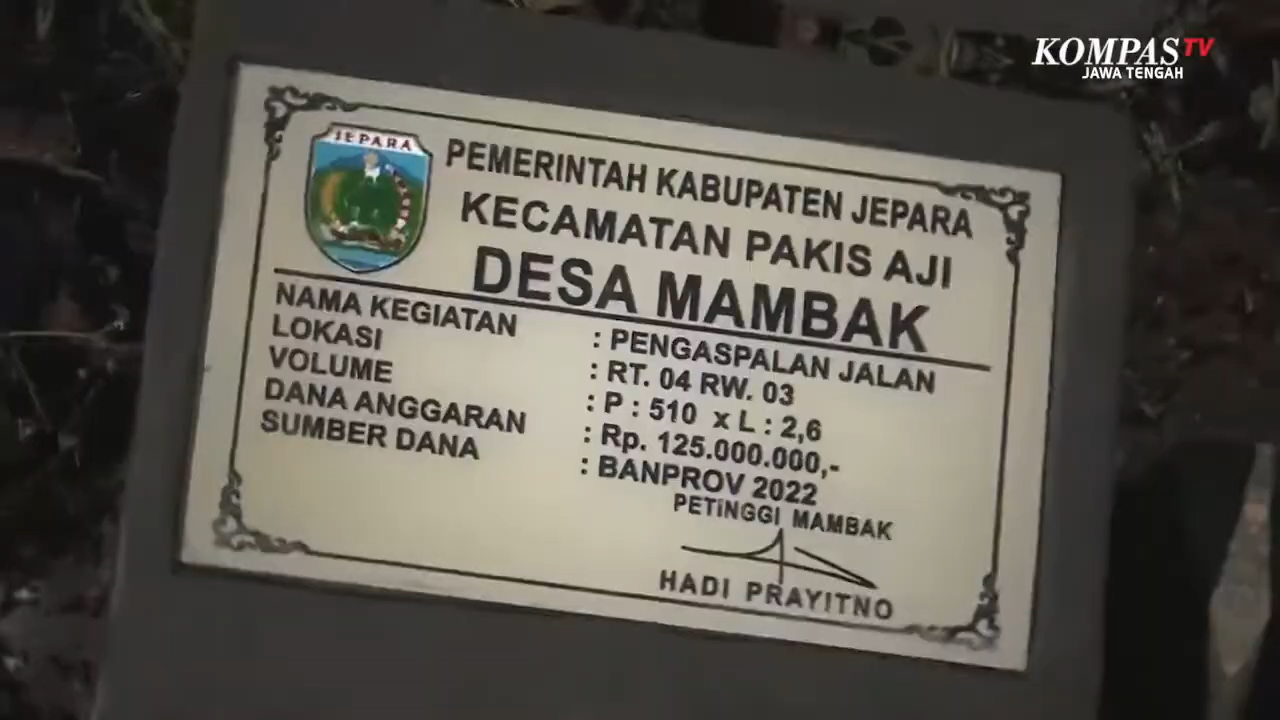 KOMPAS TV
JAWA TENGAH
JEPARA
PEMERINTAH KABUPATEN JEPARA
KECAMATAN PAKIS AJI
DESA MAMBAK
NAMA KEGIATAN : PENGASPALAN JALAN
LOKASI : RT. 04 RW. 03
VOLUME : P : 510 x L : 2,6
DANA ANGGARAN : Rp. 125.000.000,-
SUMBER DANA : BANPROV 2022
PETiNGGI MAMBAK
HADI PRAYITNO